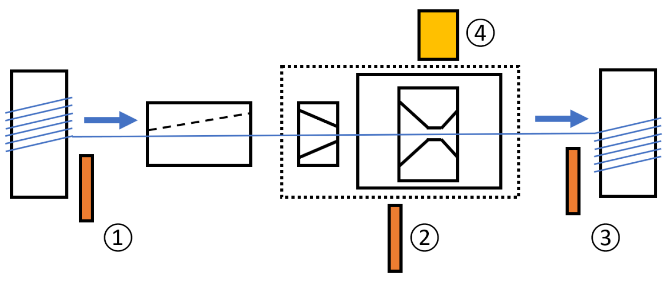 ④
①
②
③